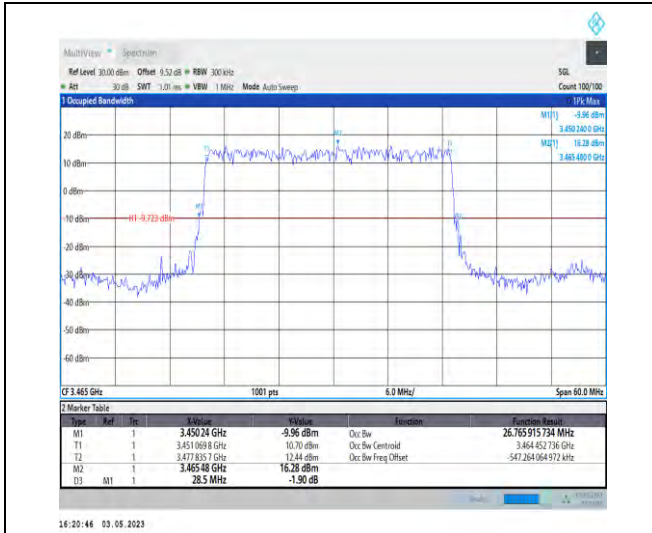 MultiView Spectrum
Ref Level 30.00 dBm Offset 9.52 dB RBW 300 kHz SGL
Att 30 dB SWT 1.01 ms VBW 1 MHz Mode Auto Sweep Count 100/100
1 Occupied Bandwidth 1Pk Max
M1[1] -9.96 dBm
3.450 240 0 GHz
M2[1] 16.28 dBm
3.465 480 0 GHz
20 dBm
10 dBm
0 dBm
-10 dBm H1 -9.723 dBm
-20 dBm
-30 dBm
-40 dBm
-50 dBm
-60 dBm
CF 3.465 GHz 1001 pts 6.0 MHz/ Span 60.0 MHz
2 Marker Table
Type Ref Trc X-Value Y-Value Function Function Result
M1 1 3.45024 GHz -9.96 dBm Occ Bw 26.765 915 734 MHz
T1 1 3.451 069 8 GHz 10.70 dBm Occ Bw Centroid 3.464 452 736 GHz
T2 1 3.477 835 7 GHz 12.44 dBm Occ Bw Freq Offset -547.264 064 972 kHz
M2 1 3.465 48 GHz 16.28 dBm
D3 M1 1 28.5 MHz -1.90 dB
16:20:46 03.05.2023